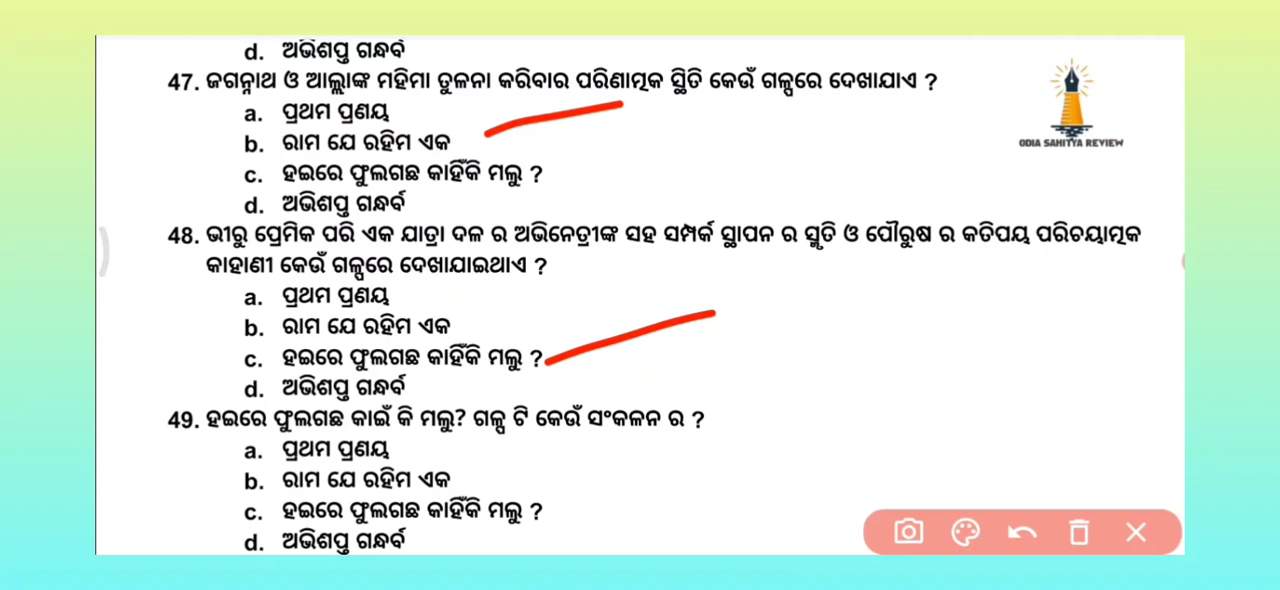 d. ଅଭିଶପ୍ତ ଗନ୍ଧର୍ବ
47. ଜଗନ୍ନାଥ ଓ ଆଲ୍ଲାଙ୍କ ମହିମା ତୁଳନା କରିବାର ପରିଣାତ୍ମକ ସ୍ଥିତି କେଉଁ ଗଳ୍ପରେ ଦେଖାଯାଏ ?
a. ପ୍ରଥମ ପ୍ରଣୟ
b. ରାମ ଯେ ରହିମ ଏକ
c. ହଇରେ ଫୁଲଗଛ କାହିଁକି ମଲୁ ?
d. ଅଭିଶପ୍ତ ଗନ୍ଧର୍ବ
ODIA SAHITYA REVIEW
48. ଭୀରୁ ପ୍ରେମିକ ପରି ଏକ ଯାତ୍ରା ଦଳ ର ଅଭିନେତ୍ରୀଙ୍କ ସହ ସମ୍ପର୍କ ସ୍ଥାପନ ର ସ୍ମୃତି ଓ ପୌରୁଷ ର କତିପୟ ପରିଚୟାତ୍ମକ
କାହାଣୀ କେଉଁ ଗଳ୍ପରେ ଦେଖାଯାଇଥାଏ ?
a. ପ୍ରଥମ ପ୍ରଣୟ
b. ରାମ ଯେ ରହିମ ଏକ
c. ହଇରେ ଫୁଲଗଛ କାହିଁକି ମଲୁ ?
d. ଅଭିଶପ୍ତ ଗନ୍ଧର୍ବ
49. ହଇରେ ଫୁଲଗଛ କାଇଁ କି ମଲୁ? ଗଳ୍ପ ଟି କେଉଁ ସଂକଳନ ର ?
a. ପ୍ରଥମ ପ୍ରଣୟ
b. ରାମ ଯେ ରହିମ ଏକ
c. ହଇରେ ଫୁଲଗଛ କାହିଁକି ମଲୁ ?
d. ଅଭିଶପ୍ତ ଗନ୍ଧର୍ବ